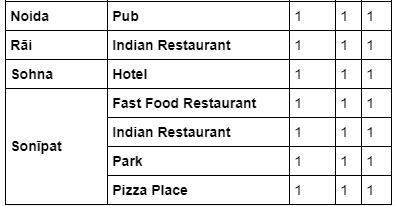 Noida Pub 1 1 1
Rāi Indian Restaurant 1 1 1
Sohna Hotel 1 1 1
Sonīpat Fast Food Restaurant 1 1 1
Indian Restaurant 1 1 1
Park 1 1 1
Pizza Place 1 1 1